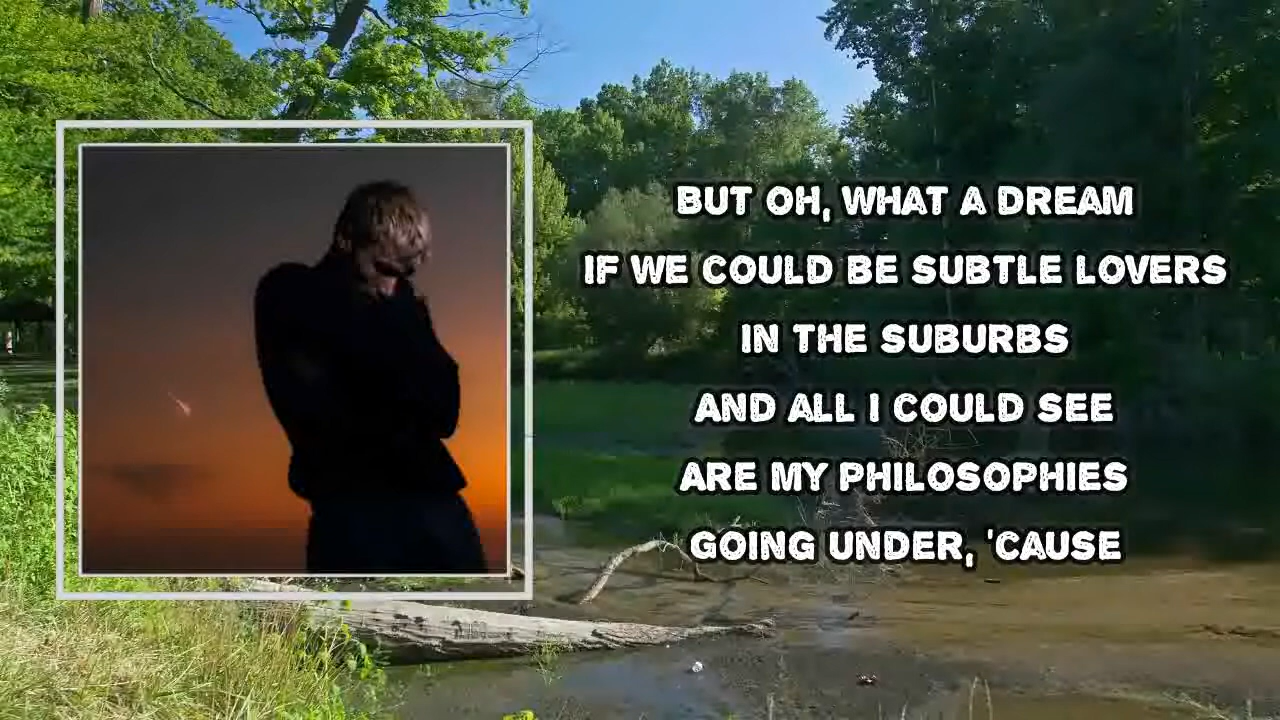 BUT OH, WHAT A DREAM
IF WE COULD BE SUBTLE LOVERS
IN THE SUBURBS
AND ALL I COULD SEE
ARE MY PHILOSOPHIES
GOING UNDER, 'CAUSE